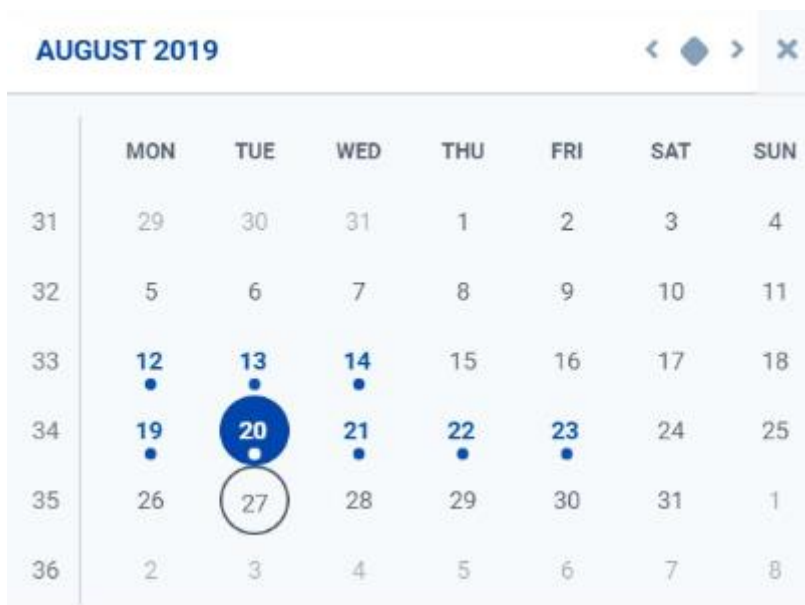 AUGUST 2019
MON TUE WED THU FRI SAT SUN
31 29 30 31 1 2 3 4
32 5 6 7 8 9 10 11
33 12 13 14 15 16 17 18
34 19 20 21 22 23 24 25
35 26 27 28 29 30 31 1
36 2 3 4 5 6 7 8